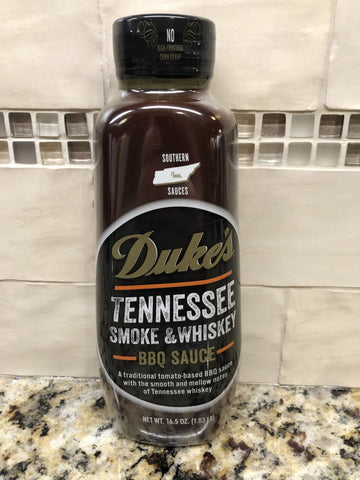 NO
HIGH-FRUCTOSE
CORN SYRUP
SOUTHERN
Tenn.
SAUCES
Duke's
TENNESSEE
SMOKE & WHISKEY
BBQ SAUCE
A traditional tomato-based BBQ sauce
with the smooth and mellow notes
of Tennessee whiskey
NET WT. 16.5 OZ. (1.03 LB)